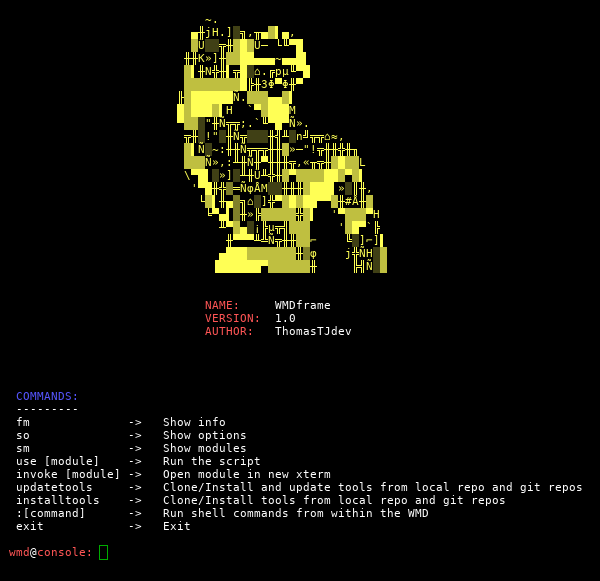 NAME: WMDframe
VERSION: 1.0
AUTHOR: ThomasTJdev
COMMANDS:
---------
fm -> Show info
so -> Show options
sm -> Show modules
use [module] -> Run the script
invoke [module] -> Open module in new xterm
updatetools -> Clone/Install and update tools from local repo and git repos
installtools -> Clone/Install tools from local repo and git repos
:[command] -> Run shell commands from within the WMD
exit -> Exit
wmd@console: